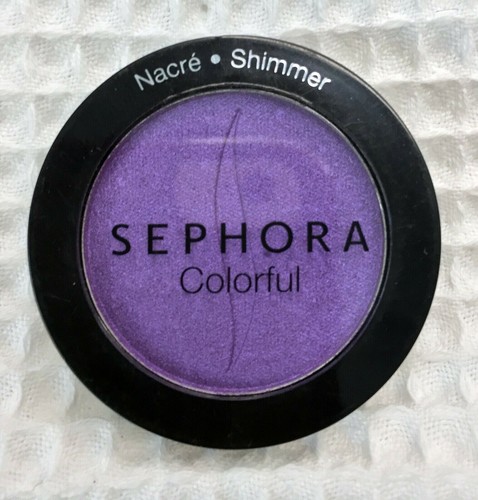 Nacré • Shimmer
SEPHORA
Colorful